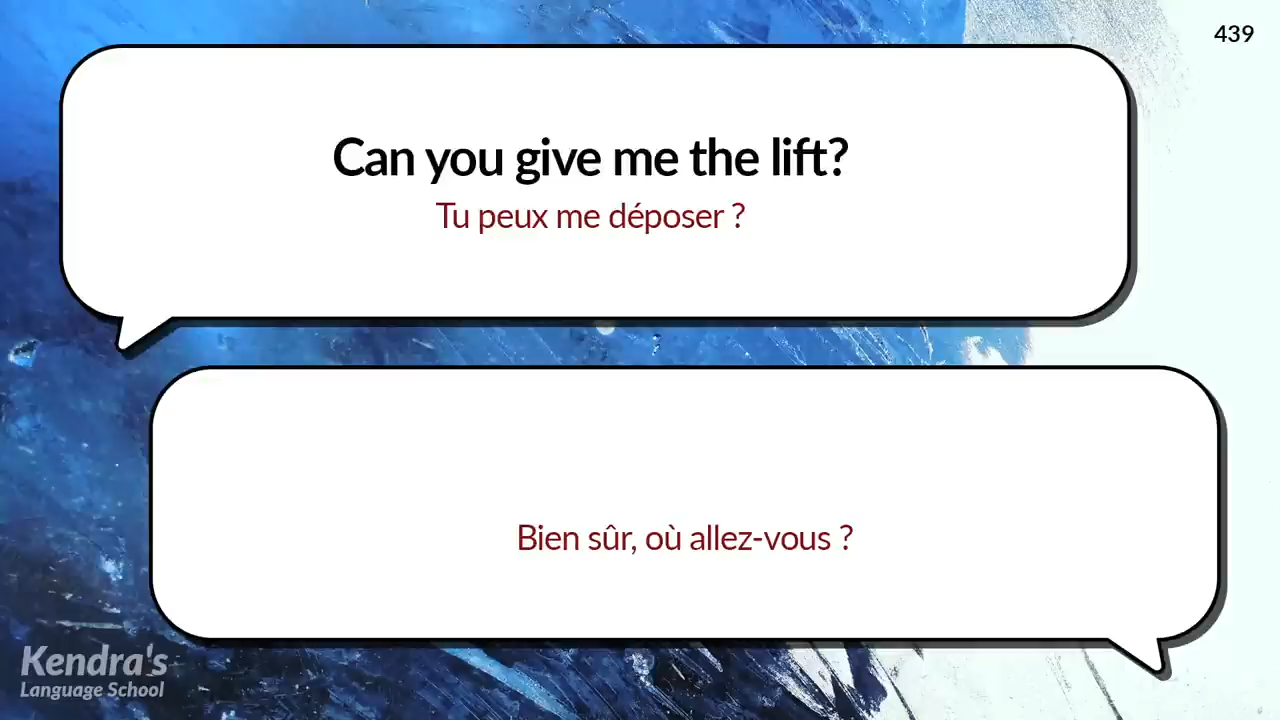 439
Can you give me the lift?
Tu peux me déposer ?
Bien sûr, où allez-vous ?
Kendra's
Language School